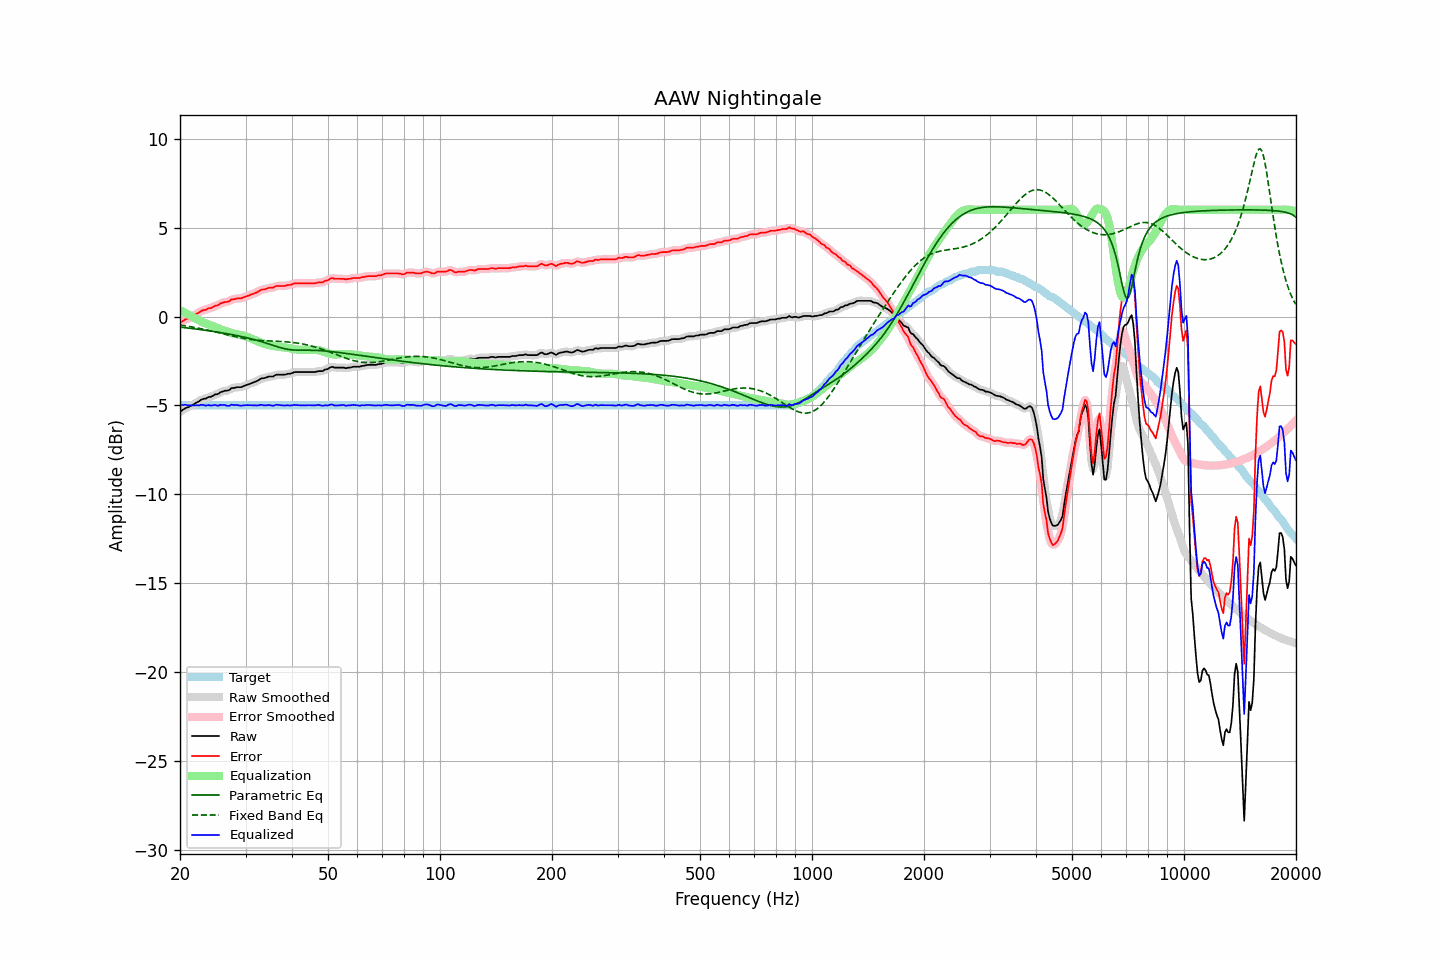 AAW Nightingale
Amplitude (dBr)
10
5
0
−5
−10
−15
−20
−25
−30
Target
Raw Smoothed
Error Smoothed
Raw
Error
Equalization
Parametric Eq
Fixed Band Eq
Equalized
20 50 100 200 500 1000 2000 5000 10000 20000
Frequency (Hz)